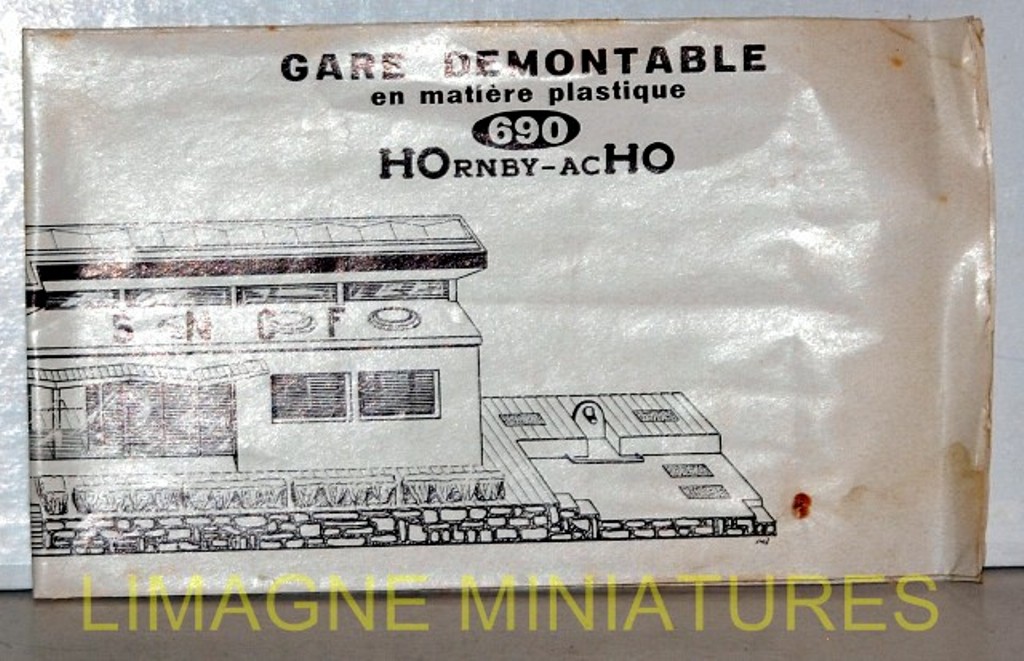 GARE DEMONTABLE
en matière plastique
690
HORNBY-ACHO
S N C F
LIMAGNE MINIATURES